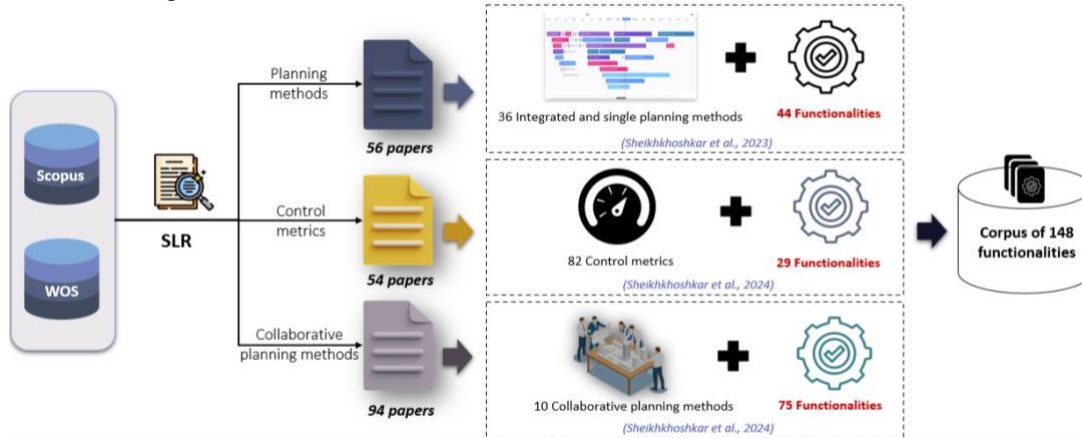 Scopus
WOS
SLR
Planning
methods
56 papers
36 Integrated and single planning methods
44 Functionalities
(Sheikhkhoshkar et al., 2023)
Control
metrics
54 papers
82 Control metrics
29 Functionalities
(Sheikhkhoshkar et al., 2024)
Collaborative
planning methods
94 papers
10 Collaborative planning methods
75 Functionalities
(Sheikhkhoshkar et al., 2024)
Corpus of 148
functionalities